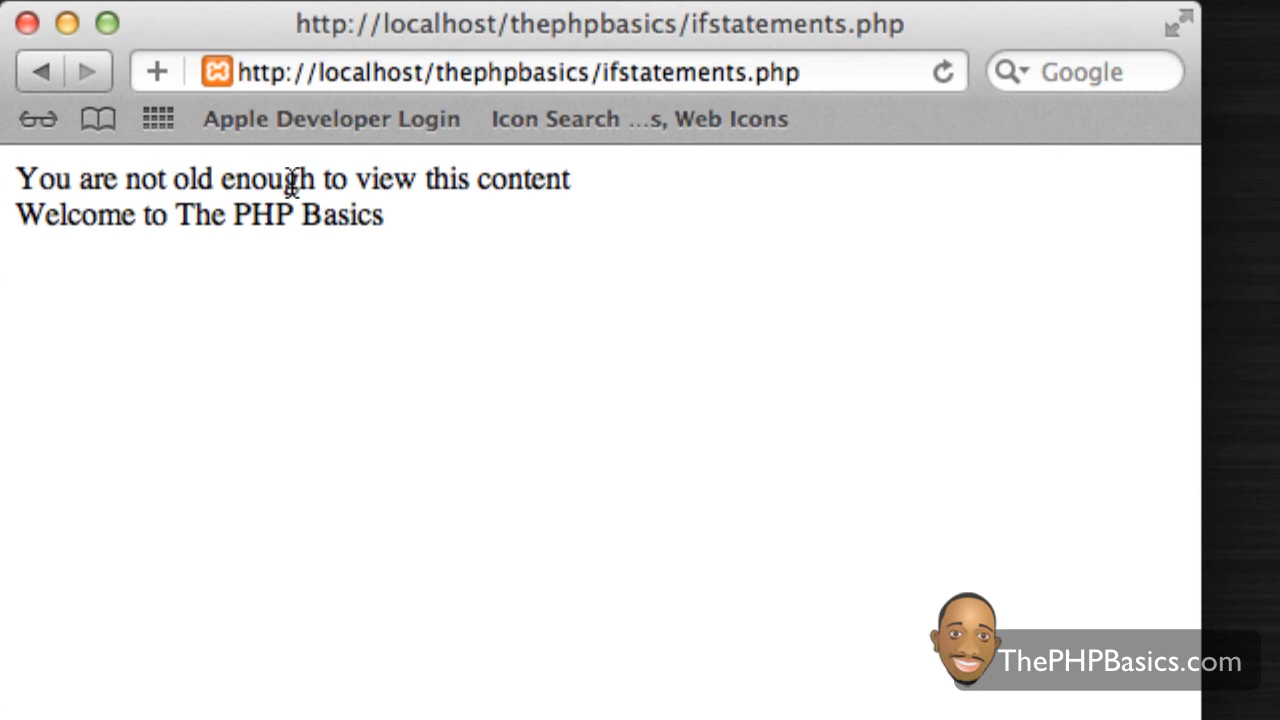 http://localhost/thephpbasics/ifstatements.php
http://localhost/thephpbasics/ifstatements.php
Google
Apple Developer Login
Icon Search ...s, Web Icons
You are not old enough to view this content
Welcome to The PHP Basics
ThePHPBasics.com